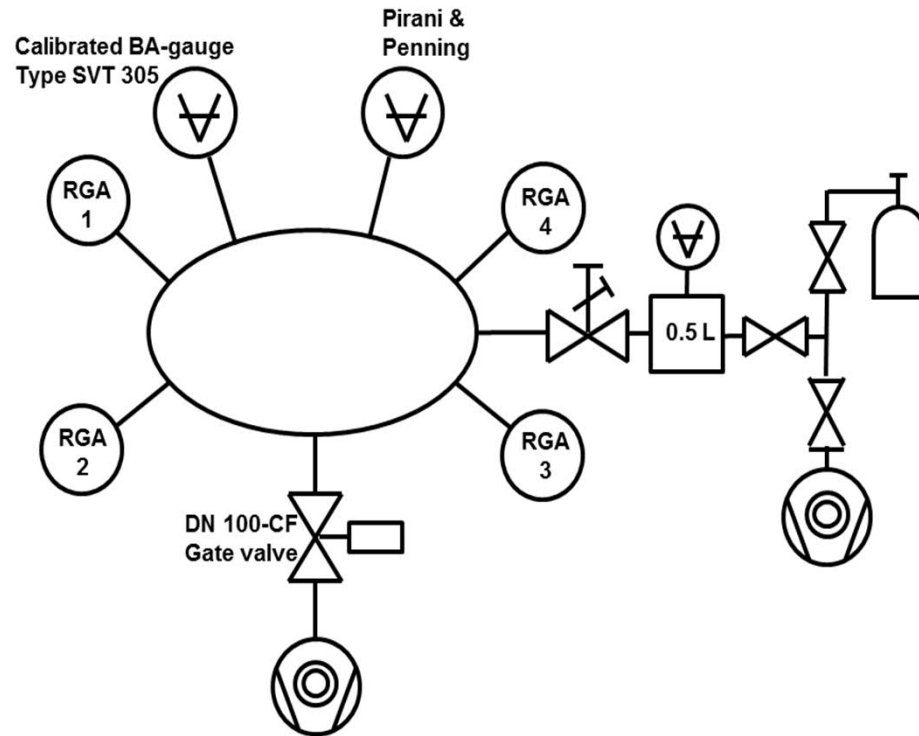 Calibrated BA-gauge
Type SVT 305
Pirani &
Penning
RGA
1
RGA
4
0.5 L
RGA
2
RGA
3
DN 100-CF
Gate valve